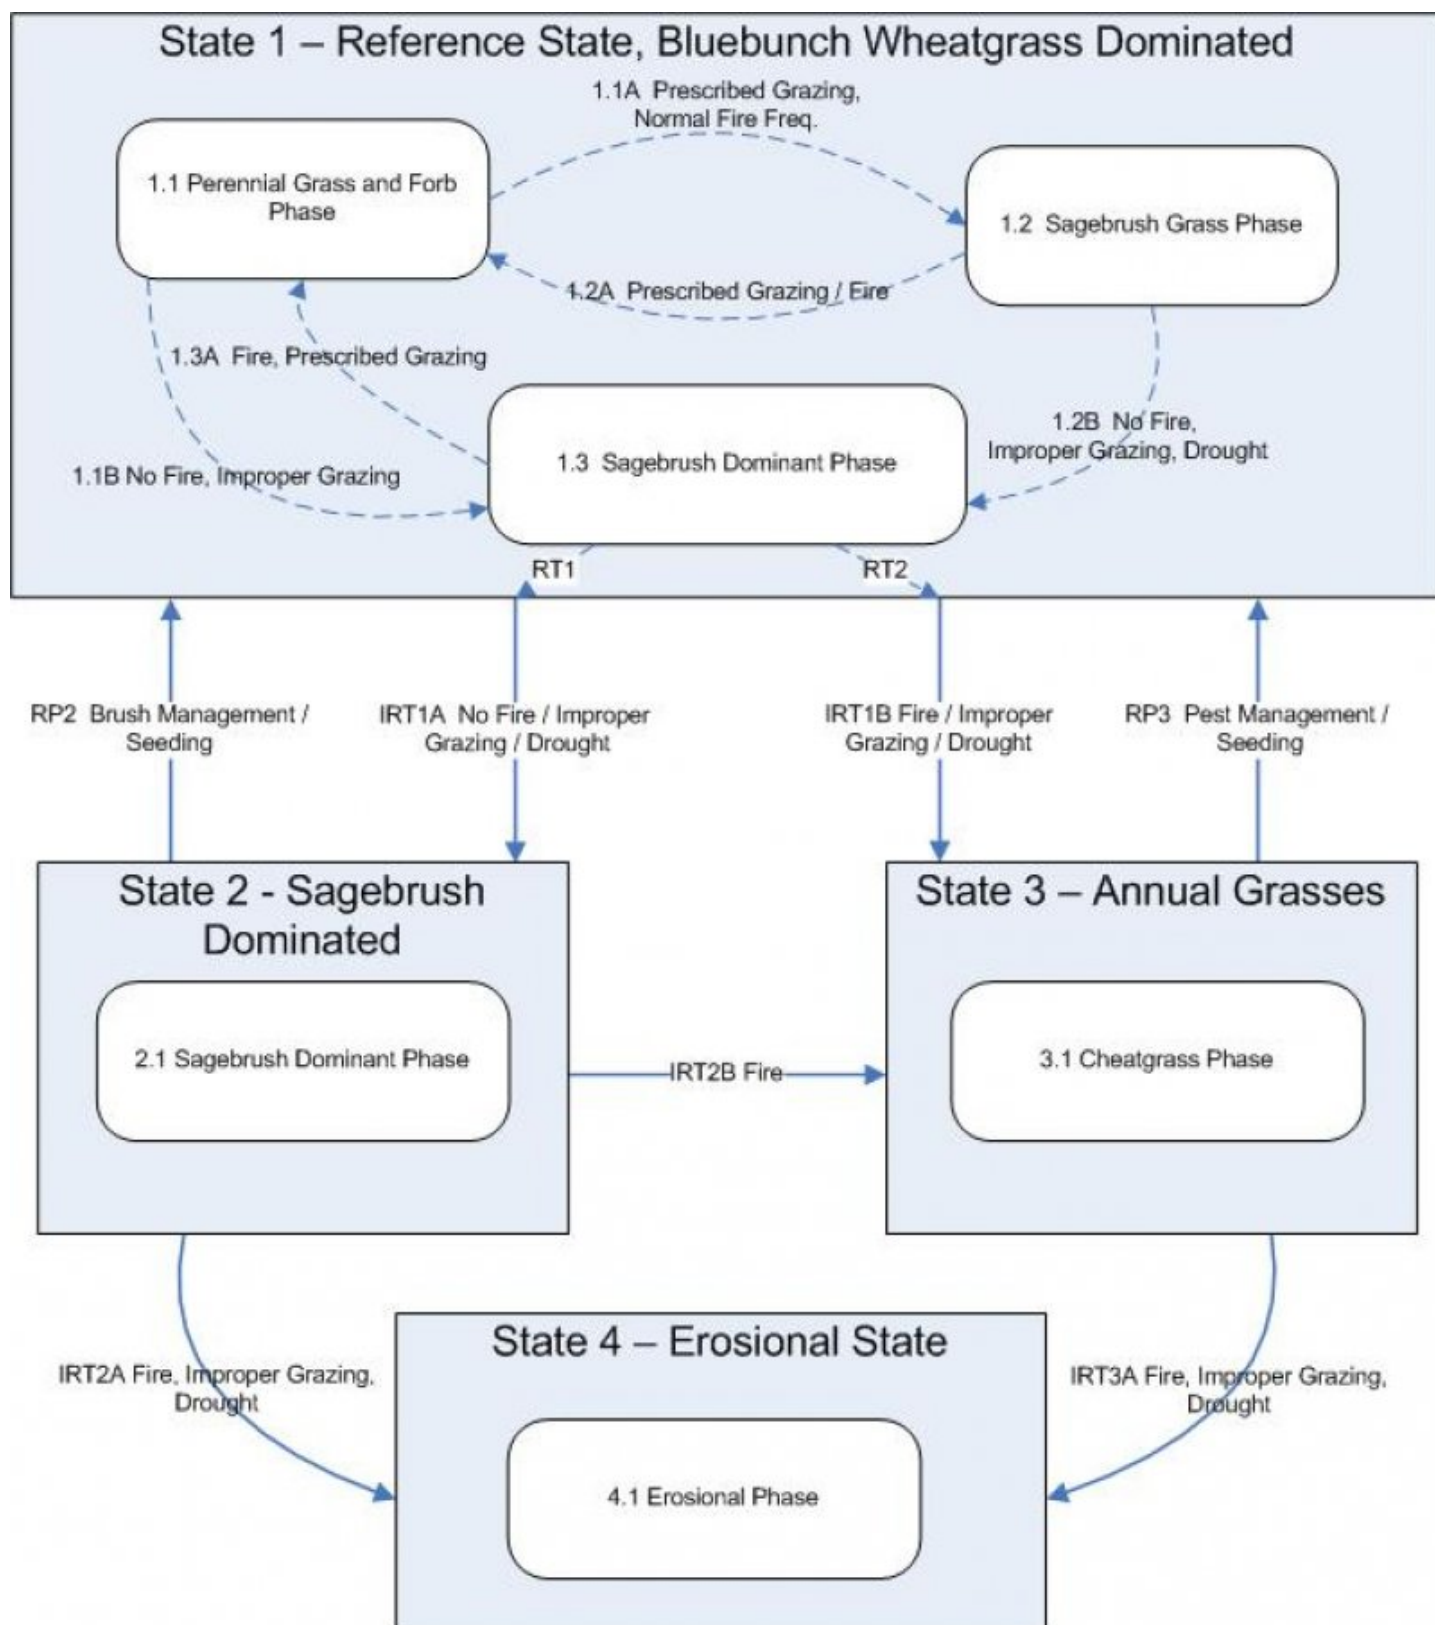 State 1 – Reference State, Bluebunch Wheatgrass Dominated
1.1A  Prescribed Grazing,
Normal Fire Freq.
1.1 Perennial Grass and Forb
Phase
1.2  Sagebrush Grass Phase
1.2A  Prescribed Grazing / Fire
1.3A  Fire, Prescribed Grazing
1.2B  No Fire,
Improper Grazing, Drought
1.3  Sagebrush Dominant Phase
1.1B No Fire, Improper Grazing
RT1
RT2
RP2  Brush Management /
Seeding
IRT1A  No Fire / Improper
Grazing / Drought
IRT1B Fire / Improper
Grazing / Drought
RP3  Pest Management /
Seeding
State 2 - Sagebrush
Dominated
2.1 Sagebrush Dominant Phase
State 3 – Annual Grasses
3.1 Cheatgrass Phase
IRT2B Fire
IRT2A Fire, Improper Grazing,
Drought
State 4 – Erosional State
4.1 Erosional Phase
IRT3A Fire, Improper Grazing,
Drought